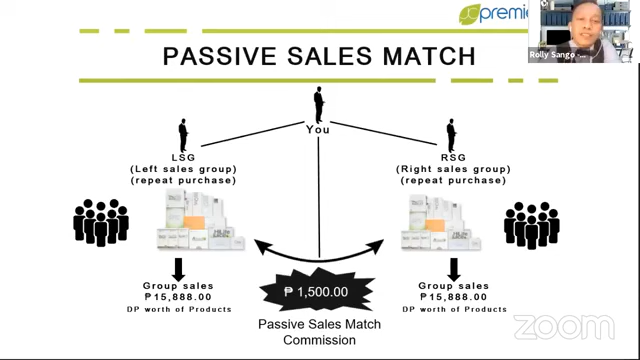 JC premie
Rolly Sango -...
PASSIVE SALES MATCH
You
LSG
(Left sales group)
(repeat purchase)
RSG
(Right sales group)
(repeat purchase)
Group sales
₱15,888.00
DP worth of Products
₱ 1,500.00
Passive Sales Match
Commission
Group sales
₱15,888.00
DP worth of Products
zoom